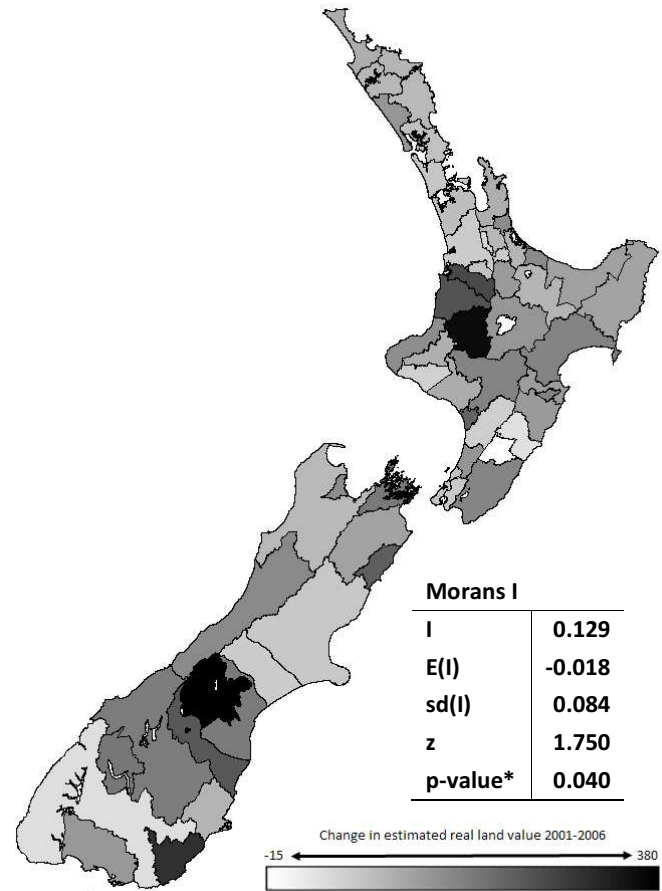 Morans I
I 0.129
E(I) -0.018
sd(I) 0.084
z 1.750
p-value* 0.040
Change in estimated real land value 2001-2006
-15 380